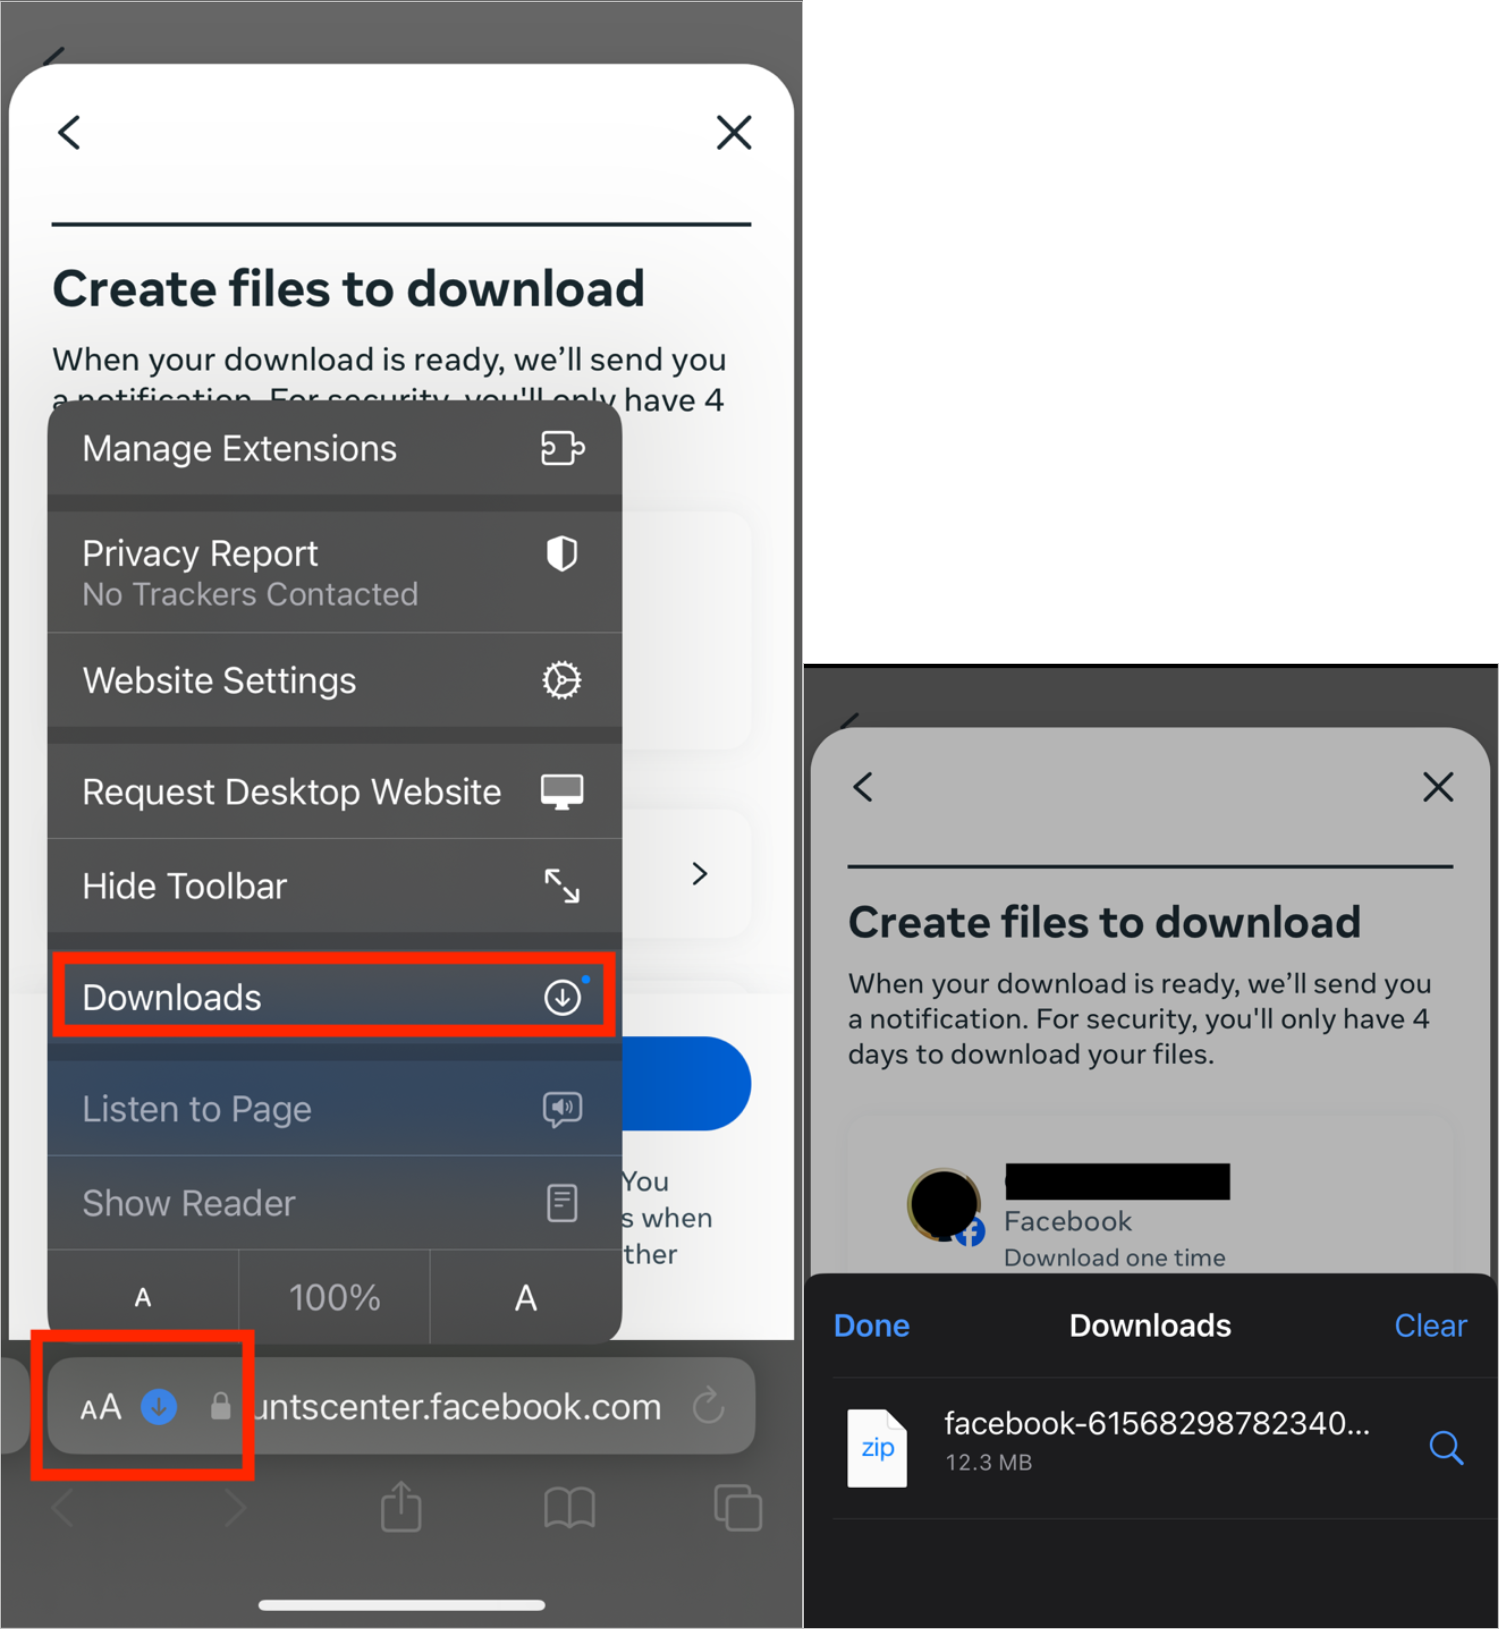 Create files to download
When your download is ready, we'll send you
a notification. For security, you'll only have 4
Manage Extensions
Privacy Report
No Trackers Contacted
Website Settings
Request Desktop Website
Hide Toolbar
Downloads
Listen to Page
Show Reader
You
s when
ther
A 100% A
AA untscenter.facebook.com
Create files to download
When your download is ready, we'll send you
a notification. For security, you'll only have 4
days to download your files.
Facebook
Download one time
Done Downloads Clear
zip
facebook-61568298782340...
12.3 MB